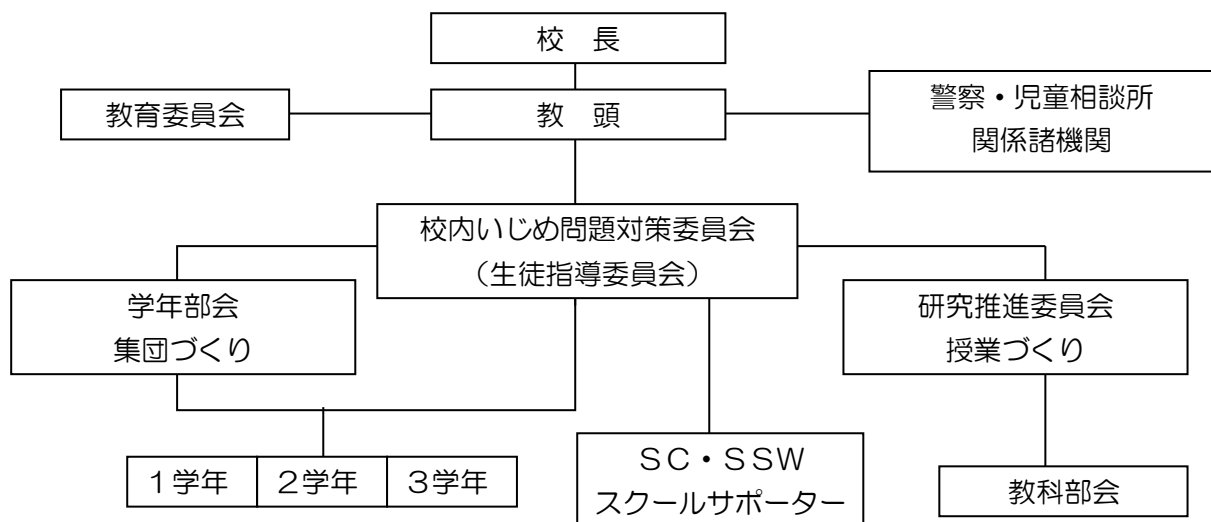 校　長
教育委員会
教　頭
警察・児童相談所
関係諸機関
校内いじめ問題対策委員会
（生徒指導委員会）
学年部会
集団づくり
研究推進委員会
授業づくり
１学年
２学年
３学年
ＳＣ・ＳＳＷ
スクールサポーター
教科部会